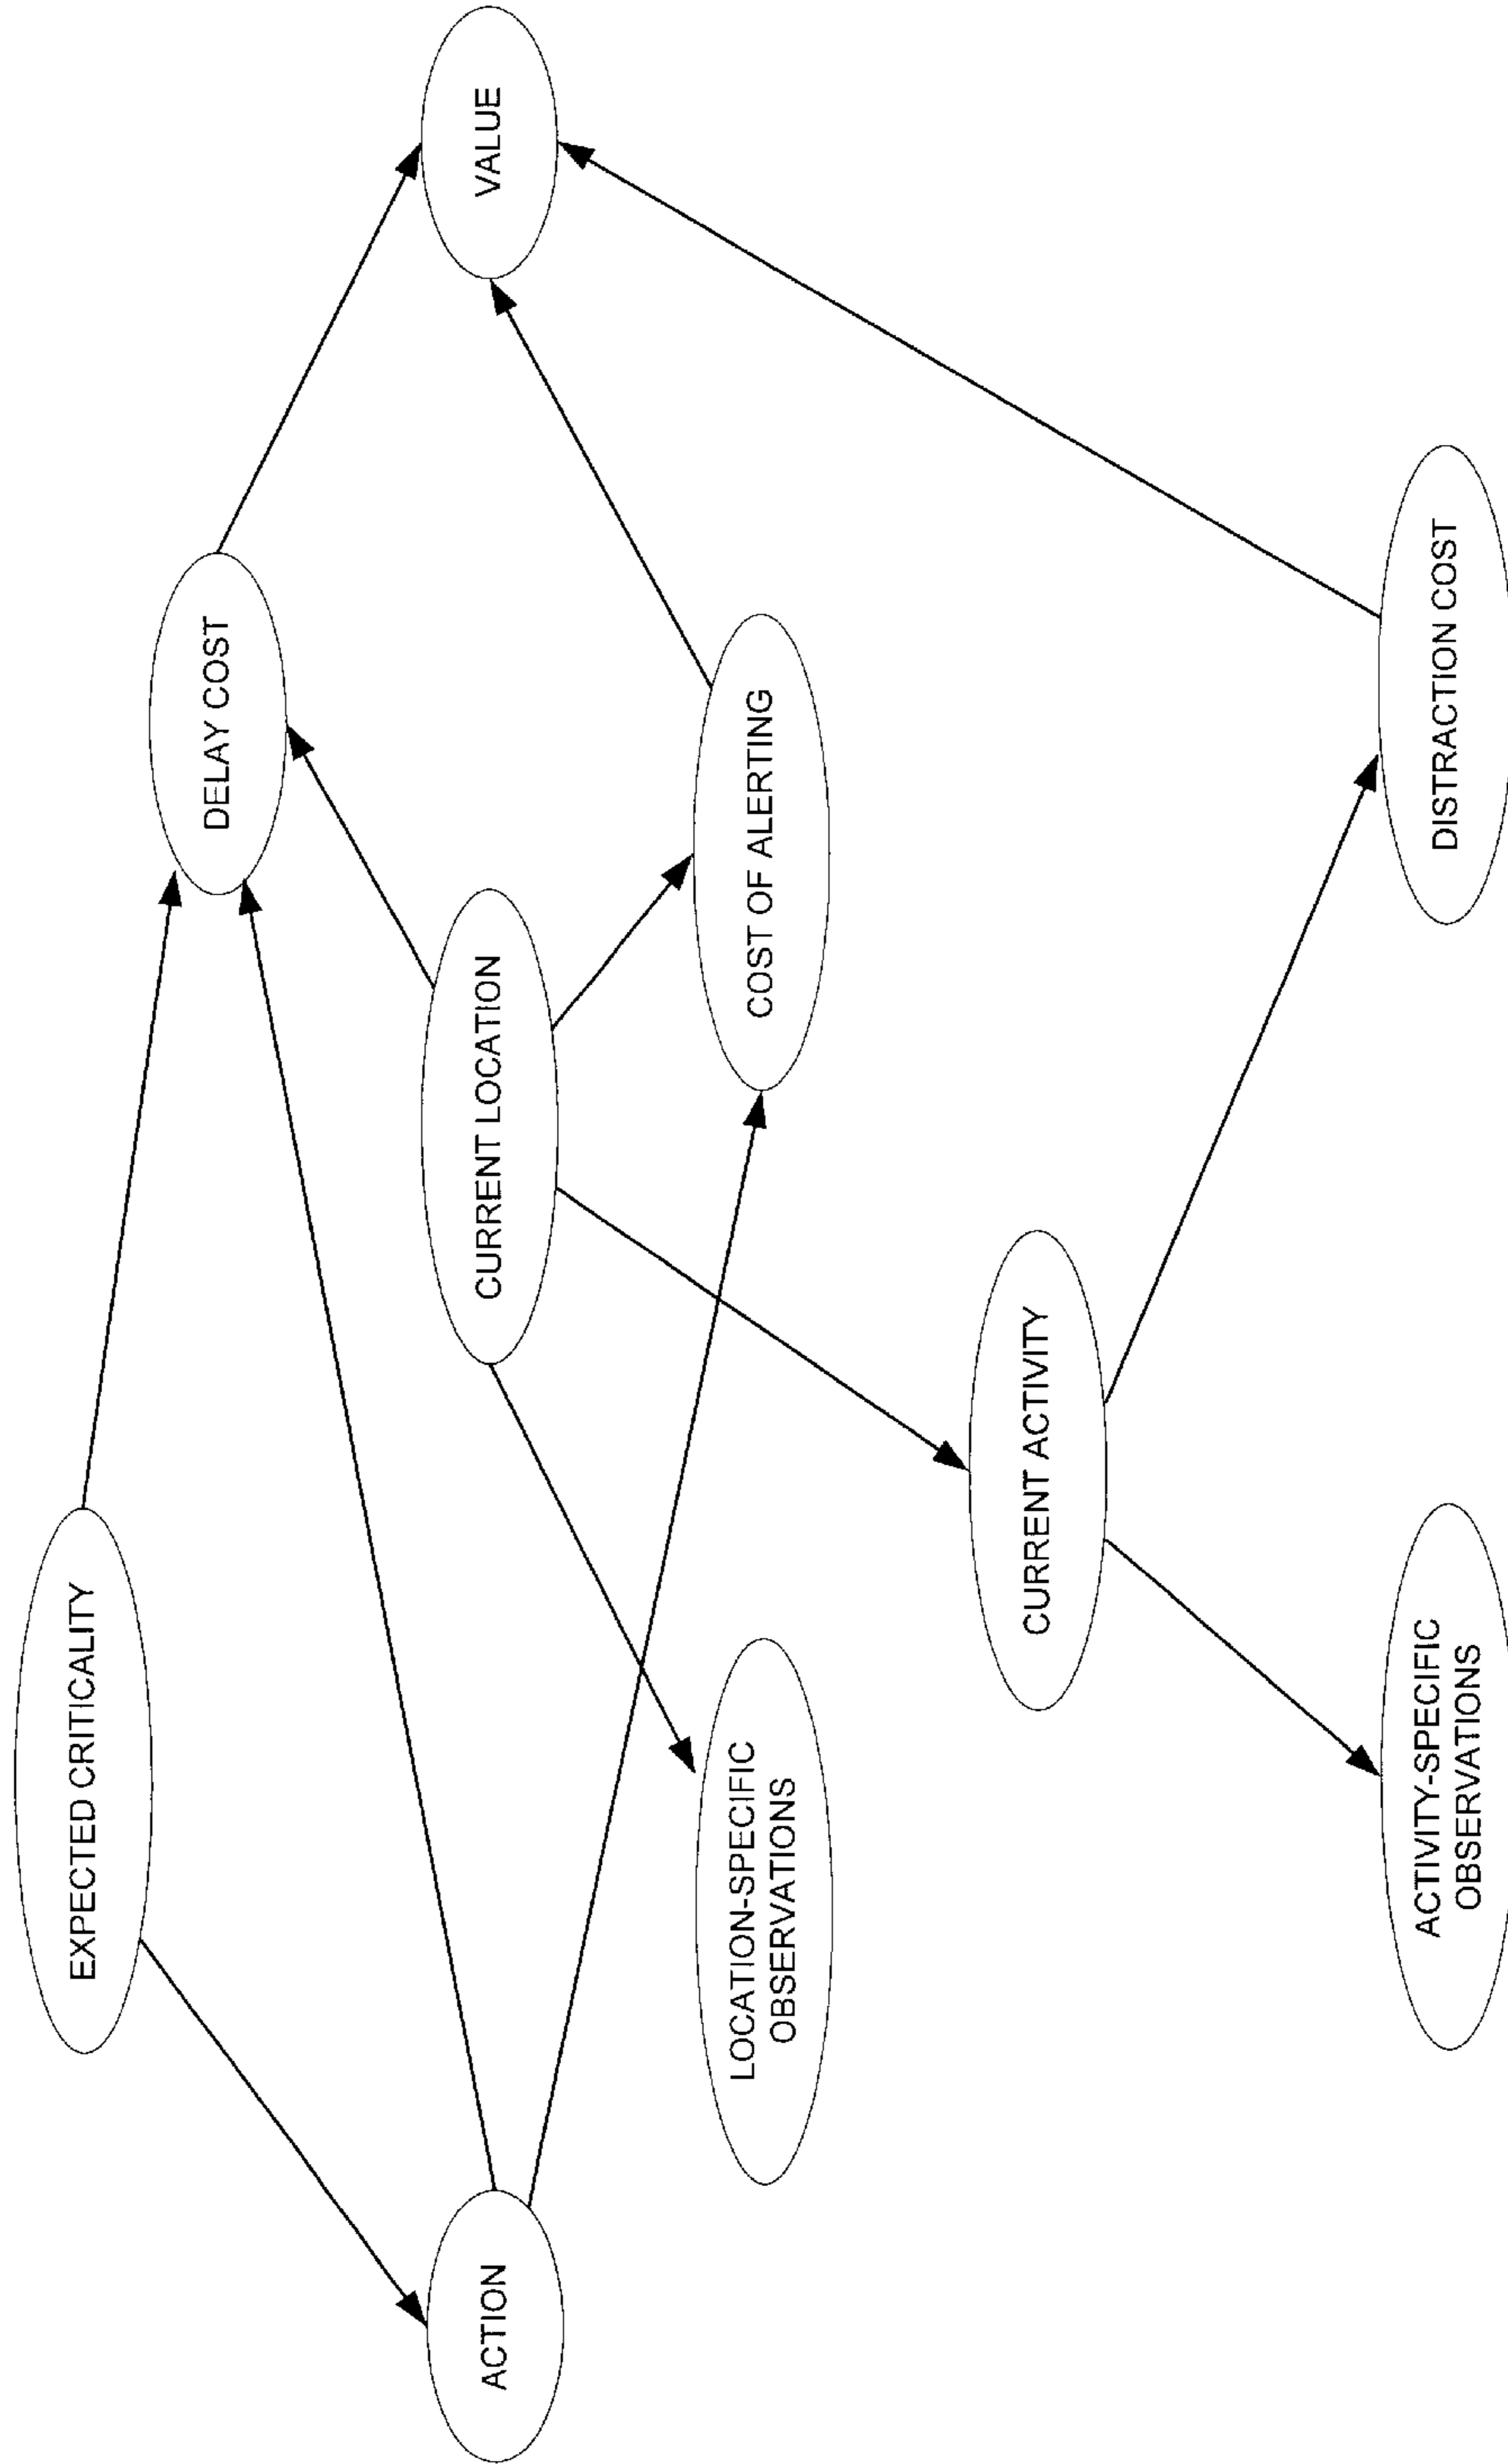 EXPECTED CRITICALITY
DELAY COST
ACTION
CURRENT LOCATION
VALUE
LOCATION-SPECIFIC
OBSERVATIONS
COST OF ALERTING
CURRENT ACTIVITY
ACTIVITY-SPECIFIC
OBSERVATIONS
DISTRACTION COST